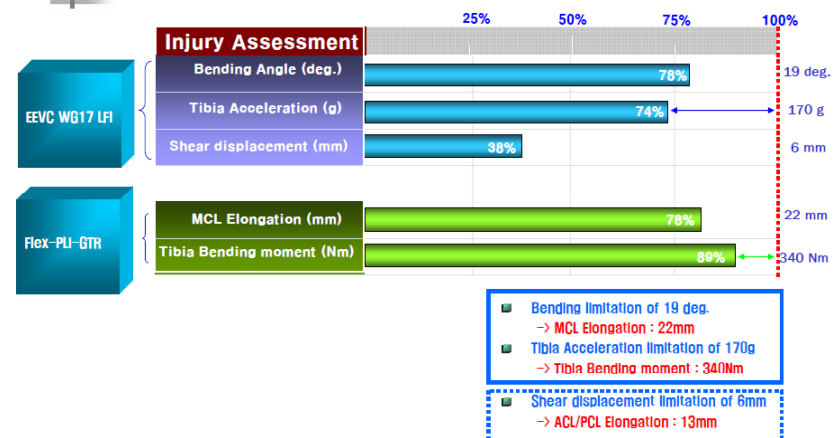 25% 50% 75% 100%
Injury Assessment
EEVC WG17 LFI
Bending Angle (deg.) 78% 19 deg.
Tibia Acceleration (g) 74% 170 g
Shear displacement (mm) 38% 6 mm
Flex-PLI-GTR
MCL Elongation (mm) 78% 22 mm
Tibia Bending moment (Nm) 89% 340 Nm
Bending limitation of 19 deg.
-> MCL Elongation : 22mm
Tibia Acceleration limitation of 170g
-> Tibia Bending moment : 340Nm
Shear displacement limitation of 6mm
-> ACL/PCL Elongation : 13mm